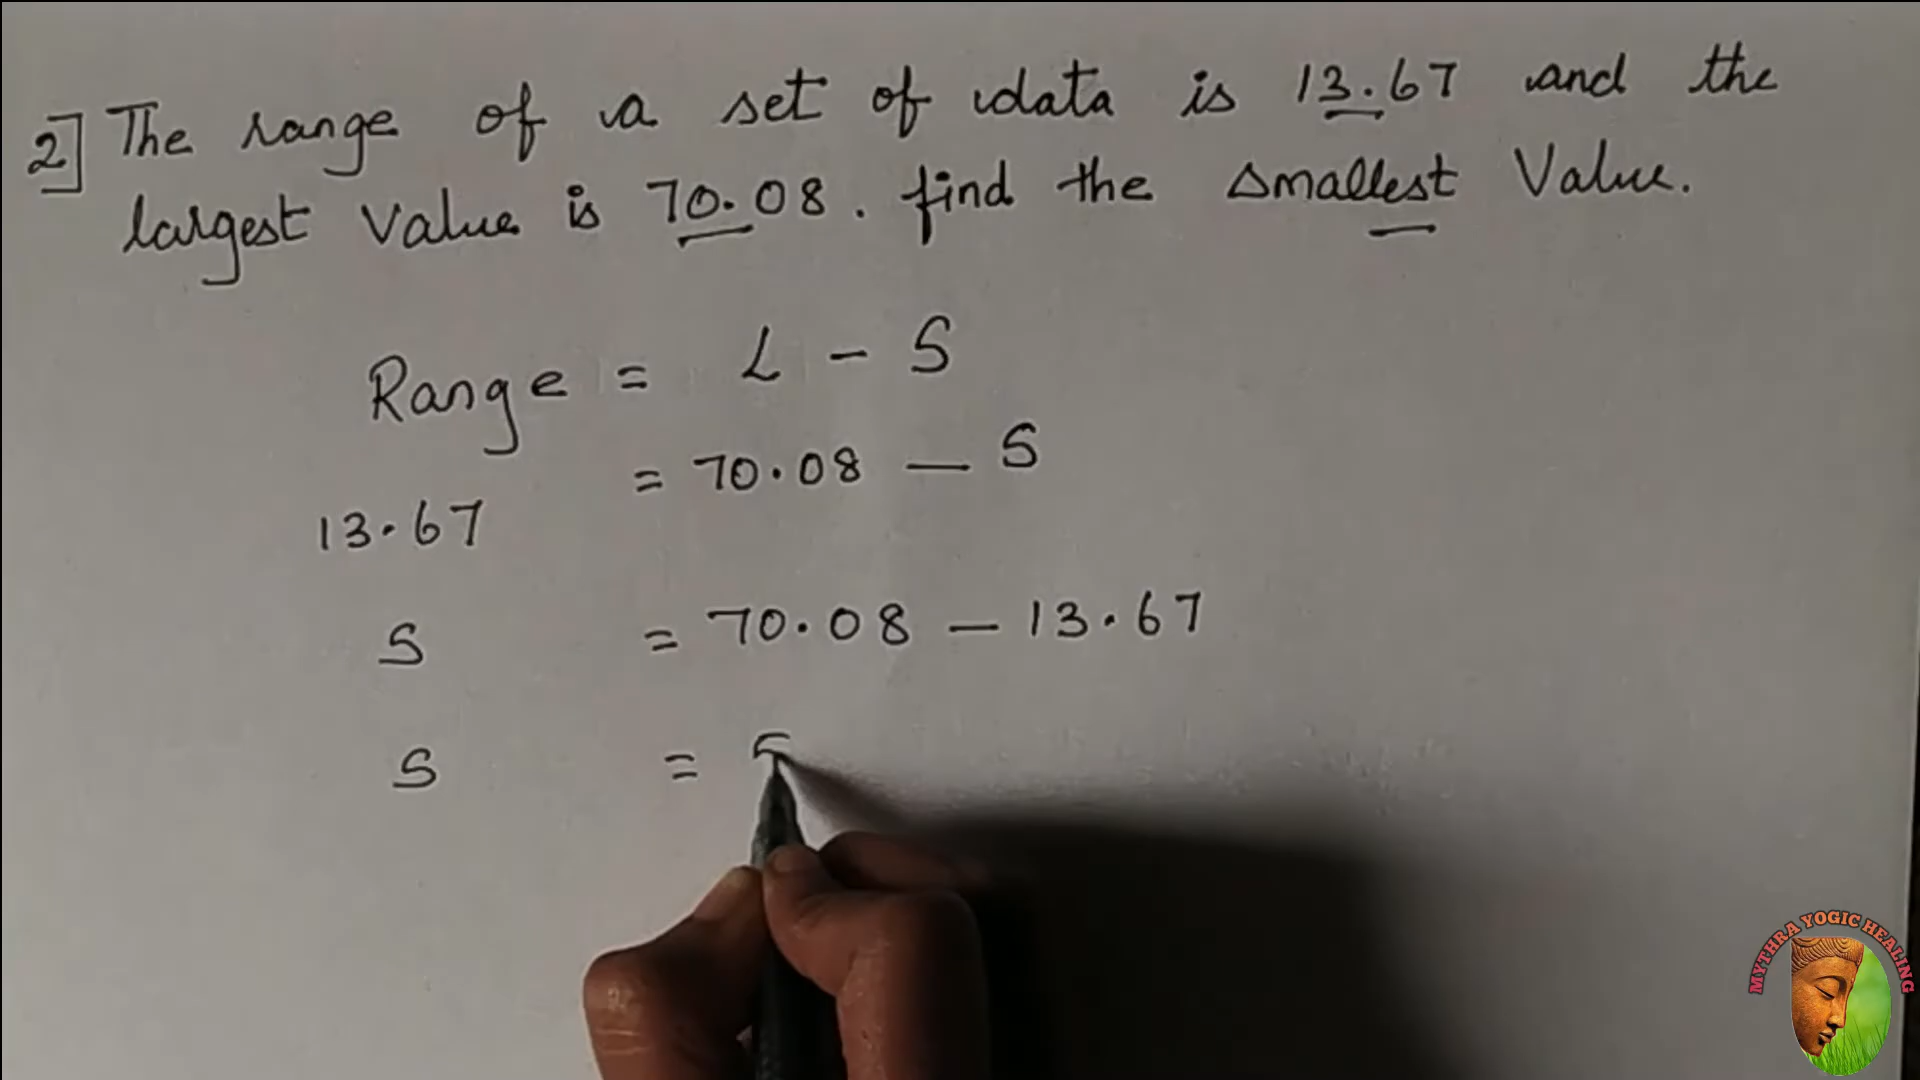 2] The range of a set of data is 13.67 and the
largest Value is 70.08. find the smallest Value.
Range = L - S
= 70.08 - S
13.67
S = 70.08 - 13.67
S = 5
MYTHRA YOGIC HEALING